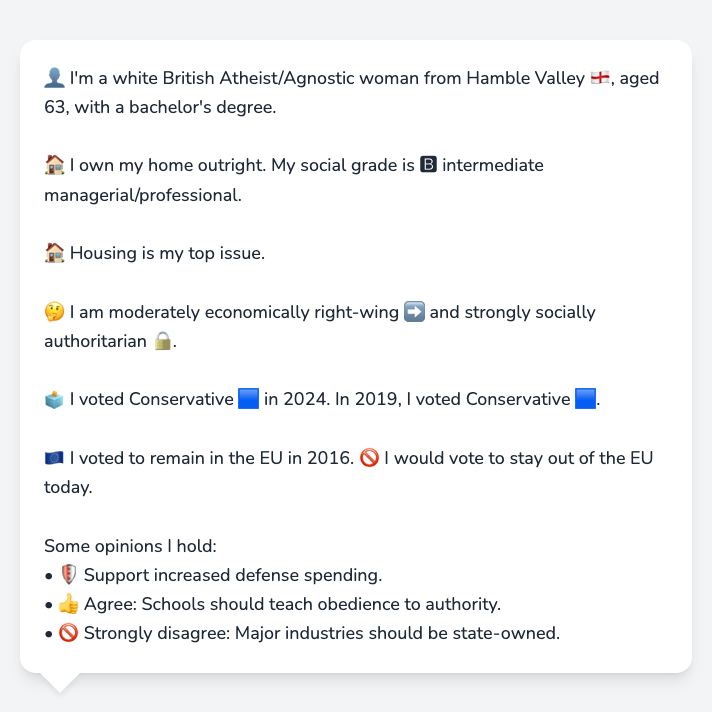 👤 I'm a white British Atheist/Agnostic woman from Hamble Valley 🏴󠁧󠁢󠁥󠁮󠁧󠁿, aged
63, with a bachelor's degree.
🏠 I own my home outright. My social grade is 🅱 intermediate
managerial/professional.
🏠 Housing is my top issue.
🤔 I am moderately economically right-wing ➡️ and strongly socially
authoritarian 🔒.
🗳️ I voted Conservative 🟦 in 2024. In 2019, I voted Conservative 🟦.
🇪🇺 I voted to remain in the EU in 2016. 🚫 I would vote to stay out of the EU
today.
Some opinions I hold:
• 🛡️ Support increased defense spending.
• 👍 Agree: Schools should teach obedience to authority.
• 🚫 Strongly disagree: Major industries should be state-owned.